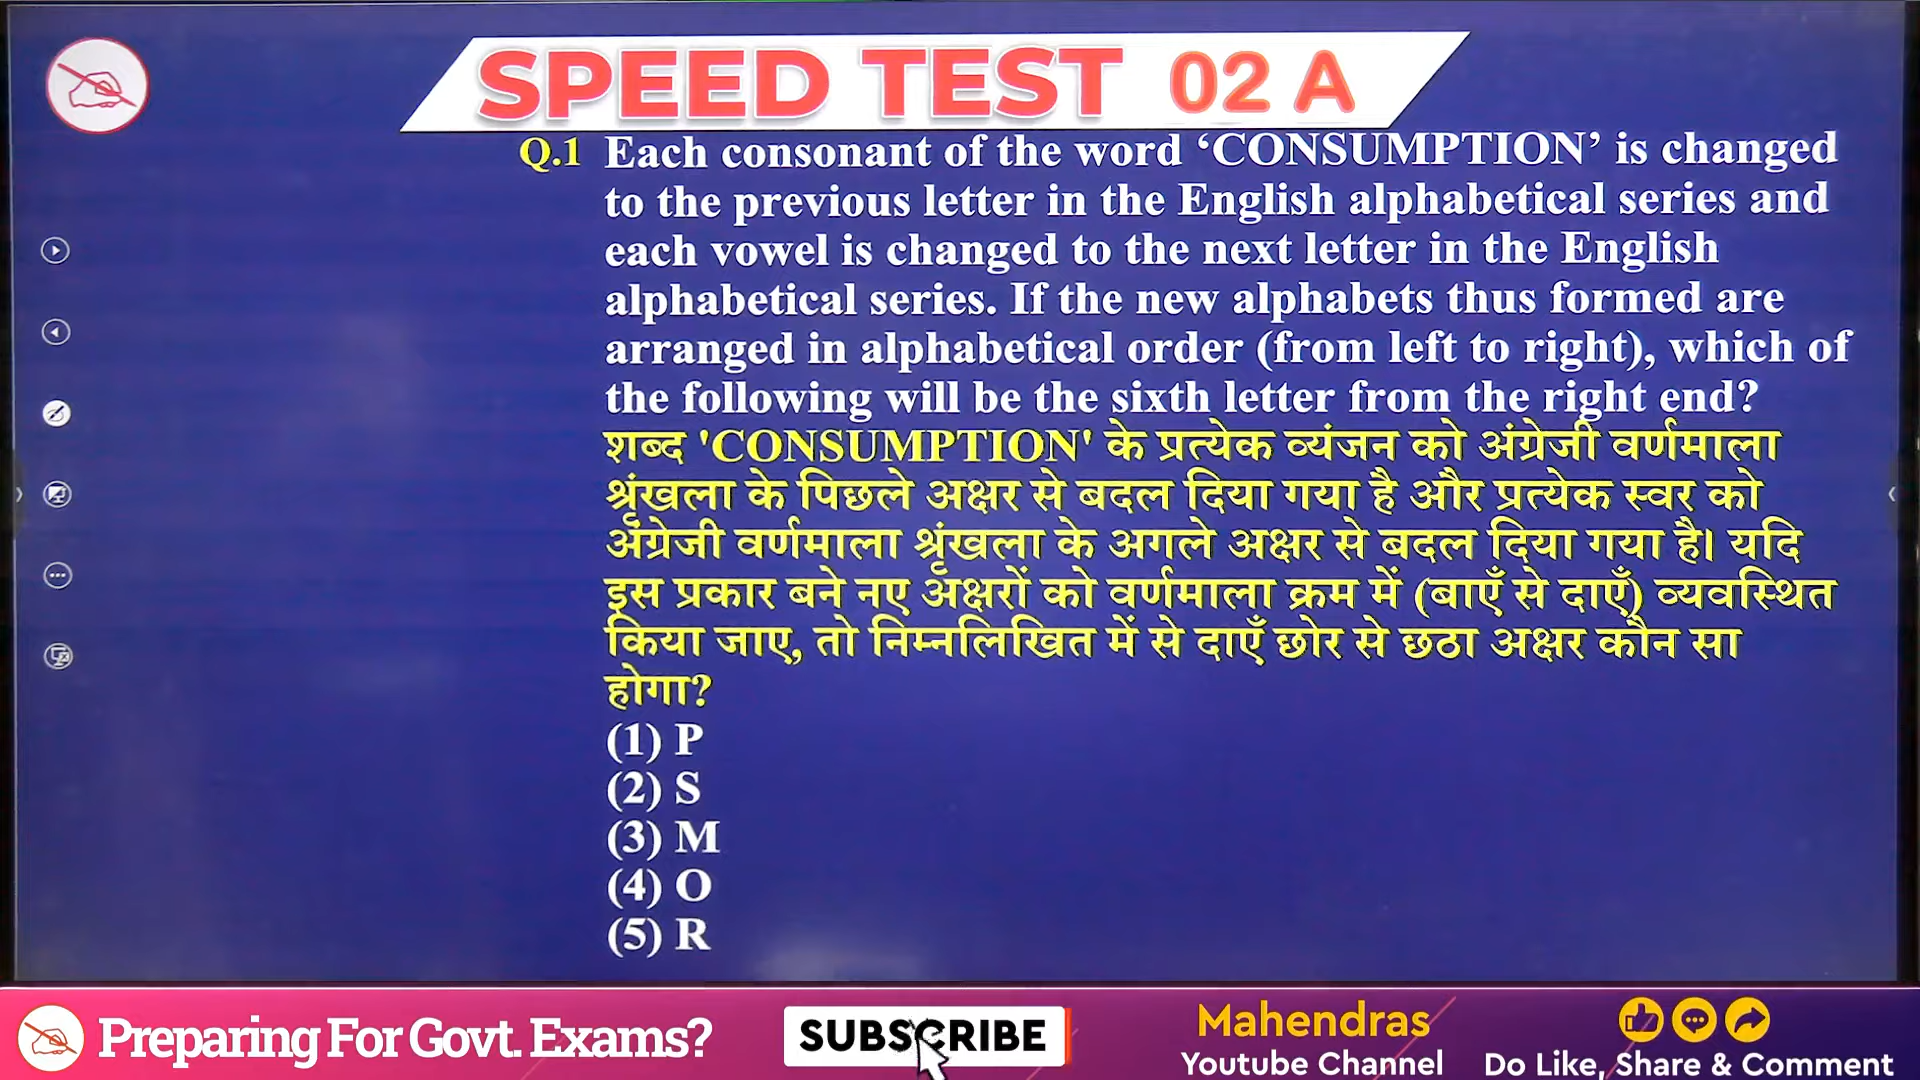 SPEED TEST 02 A
Q.1 Each consonant of the word ‘CONSUMPTION’ is changed
to the previous letter in the English alphabetical series and
each vowel is changed to the next letter in the English
alphabetical series. If the new alphabets thus formed are
arranged in alphabetical order (from left to right), which of
the following will be the sixth letter from the right end?
शब्द 'CONSUMPTION' के प्रत्येक व्यंजन को अंग्रेजी वर्णमाला
श्रृंखला के पिछले अक्षर से बदल दिया गया है और प्रत्येक स्वर को
अंग्रेजी वर्णमाला श्रृंखला के अगले अक्षर से बदल दिया गया है। यदि
इस प्रकार बने नए अक्षरों को वर्णमाला क्रम में (बाएँ से दाएँ) व्यवस्थित
किया जाए, तो निम्नलिखित में से दाएँ छोर से छठा अक्षर कौन सा
होगा?
(1) P
(2) S
(3) M
(4) O
(5) R
Preparing For Govt. Exams?
SUBSCRIBE
Mahendras
Youtube Channel
Do Like, Share & Comment